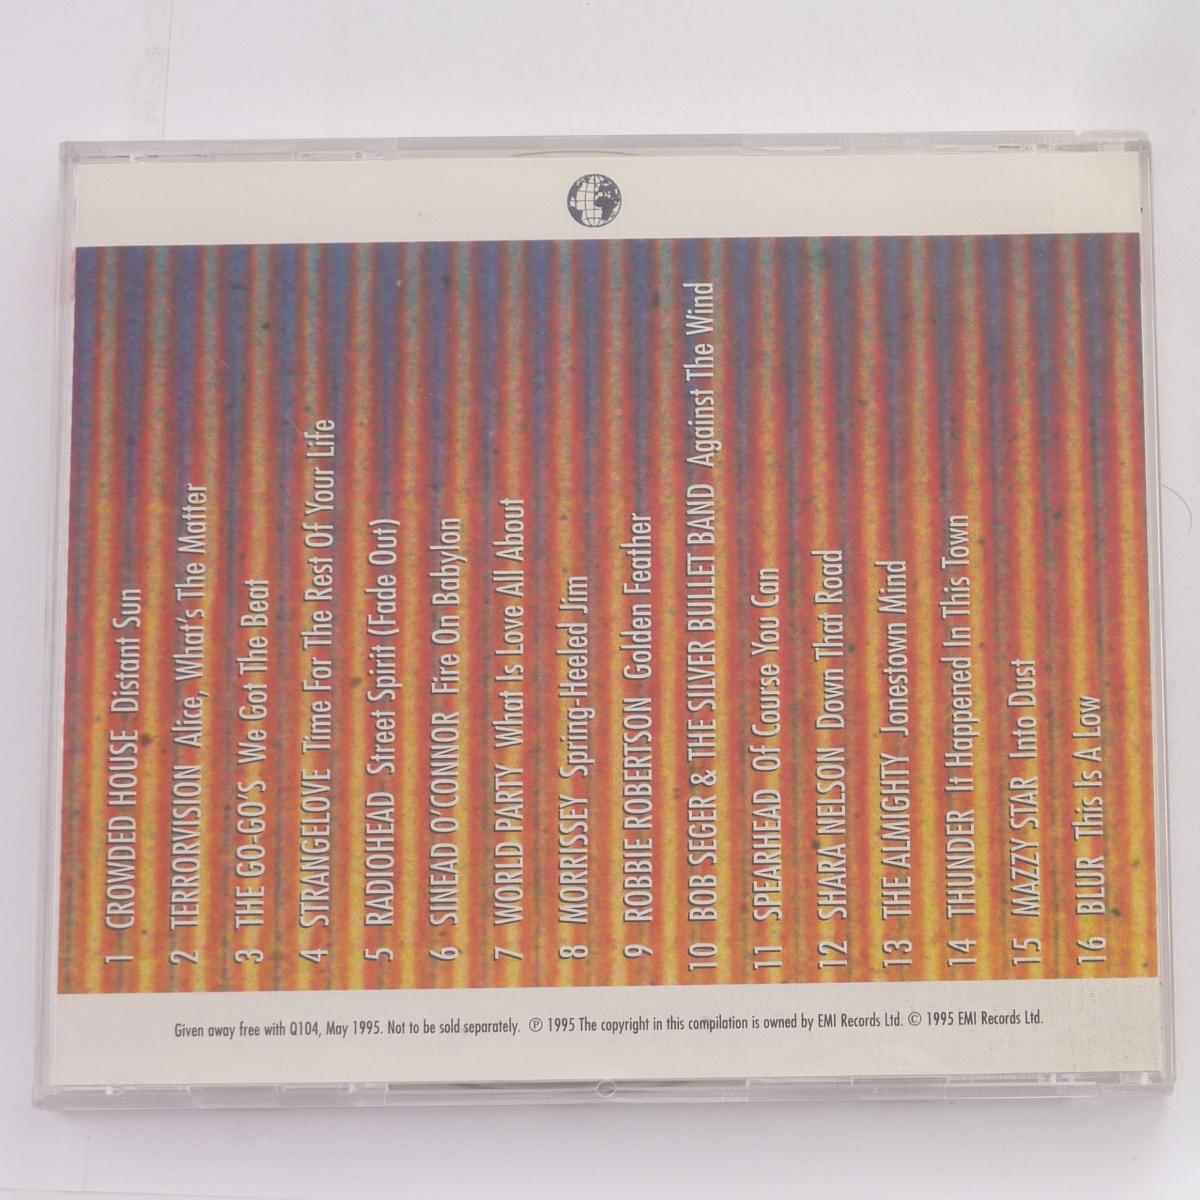 1 CROWDED HOUSE Distant Sun
2 TERRORVISION Alice, What's The Matter
3 THE GO-GO'S We Got The Beat
4 STRANGELOVE Time For The Rest Of Your Life
5 RADIOHEAD Street Spirit (Fade Out)
6 SINEAD O'CONNOR Fire On Babylon
7 WORLD PARTY What Is Love All About
8 MORRISSEY Spring-Heeled Jim
9 ROBBIE ROBERTSON Golden Feather
10 BOB SEGER & THE SILVER BULLET BAND Against The Wind
11 SPEARHEAD Of Course You Can
12 SHARA NELSON Down That Road
13 THE ALMIGHTY Jonestown Mind
14 THUNDER It Happened In This Town
15 MAZZY STAR Into Dust
16 BLUR This Is A Low
Given away free with Q104, May 1995. Not to be sold separately. ℗ 1995 The copyright in this compilation is owned by EMI Records Ltd. © 1995 EMI Records Ltd.